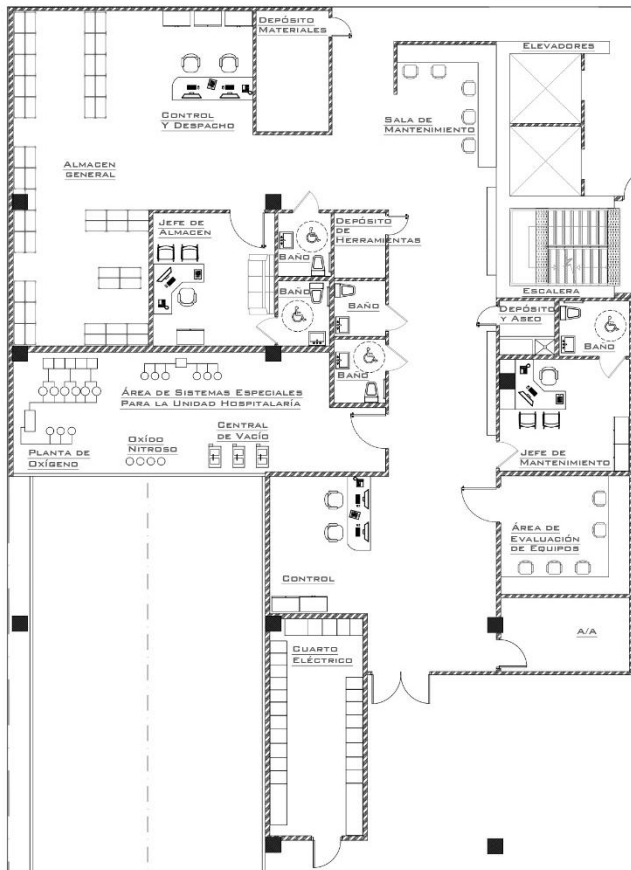 DEPÓSITO
MATERIALES
ELEVADORES
CONTROL
Y DESPACHO
SALA DE
MANTENIMIENTO
ALMACEN
GENERAL
JEFE DE
ALMACEN
DEPÓSITO
DE
HERRAMIENTAS
BAÑO
BAÑO
BAÑO
ESCALERA
DEPÓSITO
Y ASEO
BAÑO
BAÑO
ÁREA DE SISTEMAS ESPECIALES
PARA LA UNIDAD HOSPITALARÍA
PLANTA DE
OXÍGENO
OXÍDO
NITROSO
CENTRAL
DE VACÍO
JEFE DE
MANTENIMIENTO
ÁREA DE
EVALUACIÓN
DE EQUIPOS
CONTROL
A/A
CUARTO
ELÉCTRICO